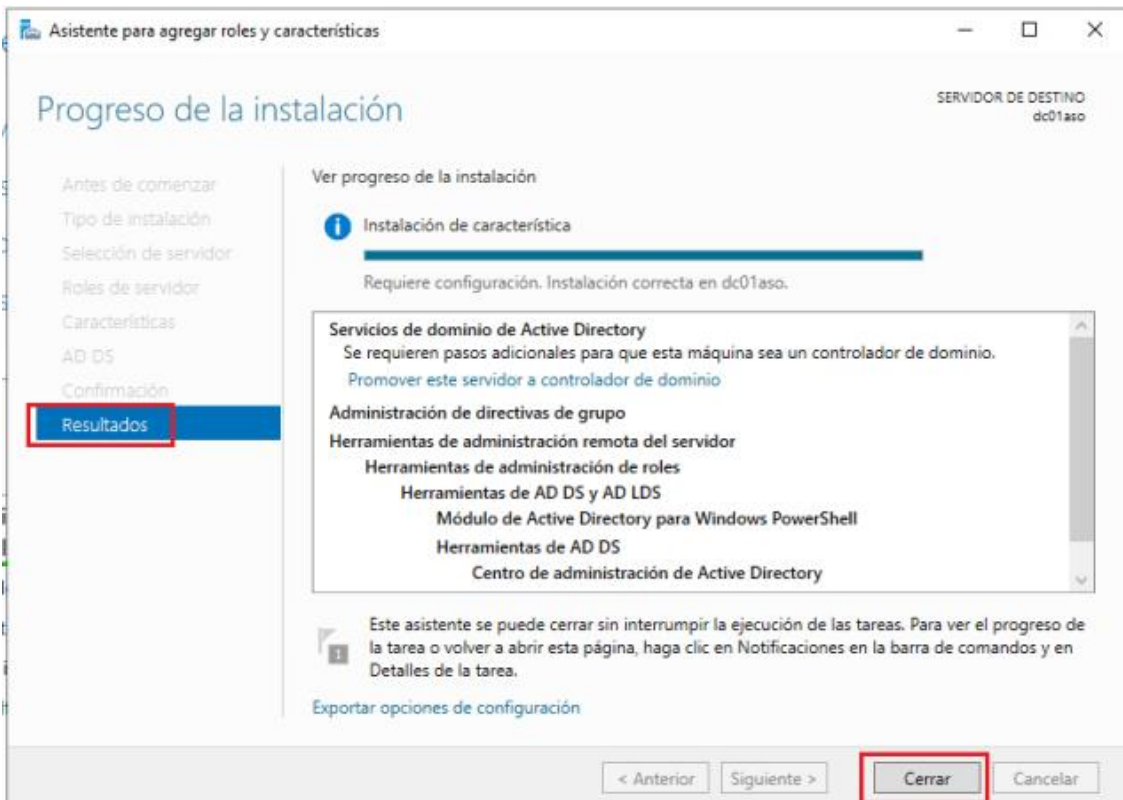 Asistente para agregar roles y características
Progreso de la instalación
SERVIDOR DE DESTINO
dc01aso
Antes de comenzar
Tipo de instalación
Selección de servidor
Roles de servidor
Características
AD DS
Confirmación
Resultados
Ver progreso de la instalación
Instalación de característica
Requiere configuración. Instalación correcta en dc01aso.
Servicios de dominio de Active Directory
Se requieren pasos adicionales para que esta máquina sea un controlador de dominio.
Promover este servidor a controlador de dominio
Administración de directivas de grupo
Herramientas de administración remota del servidor
Herramientas de administración de roles
Herramientas de AD DS y AD LDS
Módulo de Active Directory para Windows PowerShell
Herramientas de AD DS
Centro de administración de Active Directory
1
Este asistente se puede cerrar sin interrumpir la ejecución de las tareas. Para ver el progreso de
la tarea o volver a abrir esta página, haga clic en Notificaciones en la barra de comandos y en
Detalles de la tarea.
Exportar opciones de configuración
< Anterior
Siguiente >
Cerrar
Cancelar